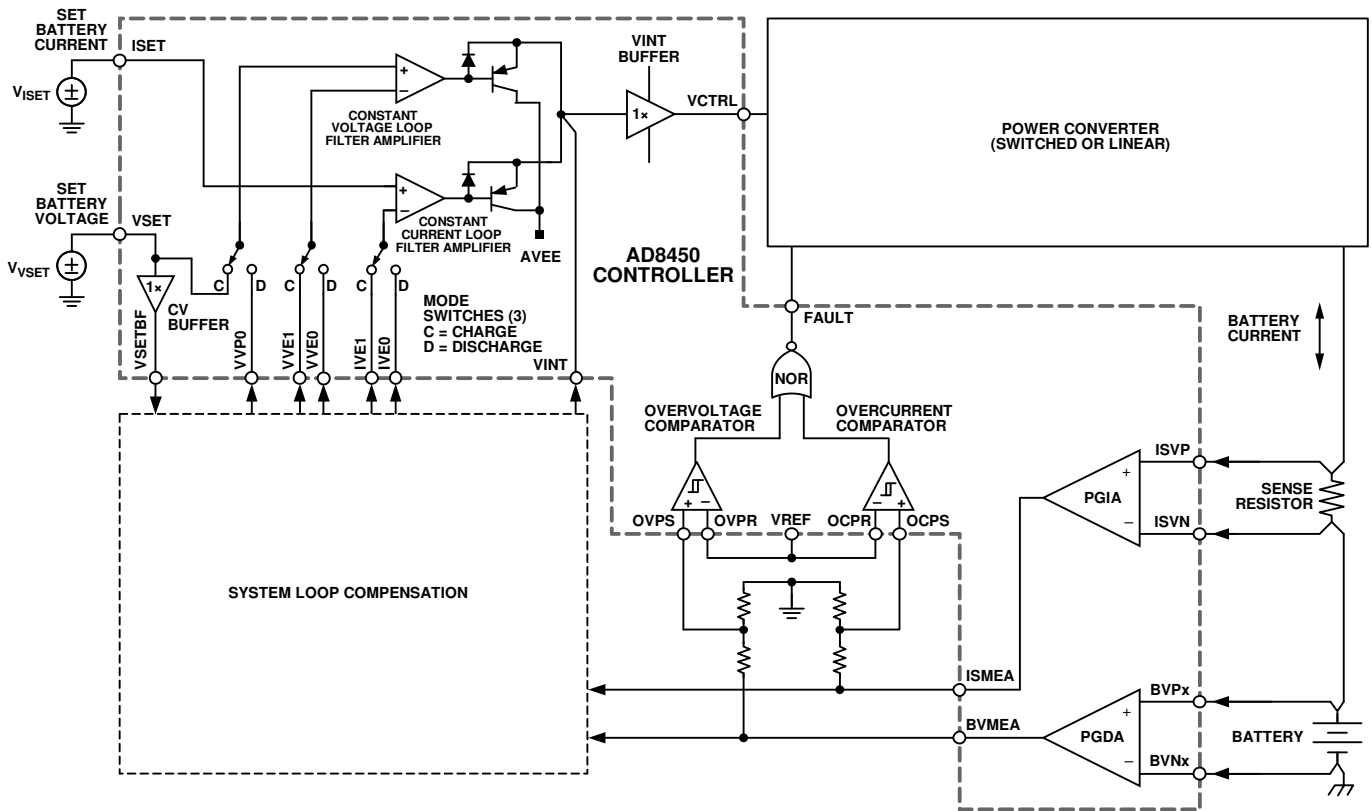 SET
BATTERY
CURRENT
ISET
V_ISET
±
+
−
CONSTANT
VOLTAGE LOOP
FILTER AMPLIFIER
VINT
BUFFER
1×
VCTRL
POWER CONVERTER
(SWITCHED OR LINEAR)
SET
BATTERY
VOLTAGE
VSET
V_VSET
±
+
−
CONSTANT
CURRENT LOOP
FILTER AMPLIFIER
AVEE
AD8450
CONTROLLER
1×
CV
BUFFER
C
D
C
D
C
D
MODE
SWITCHES (3)
C = CHARGE
D = DISCHARGE
VSETBF
VVP0
VVE1
VVE0
IVE1
IVE0
VINT
FAULT
NOR
BATTERY
CURRENT
OVERVOLTAGE
COMPARATOR
OVERCURRENT
COMPARATOR
+
−
−
+
OVPS
OVPR
VREF
OCPR
OCPS
ISVP
+
PGIA
−
ISVN
SENSE
RESISTOR
SYSTEM LOOP COMPENSATION
ISMEA
BVMEA
BVPx
+
PGDA
−
BVNx
BATTERY